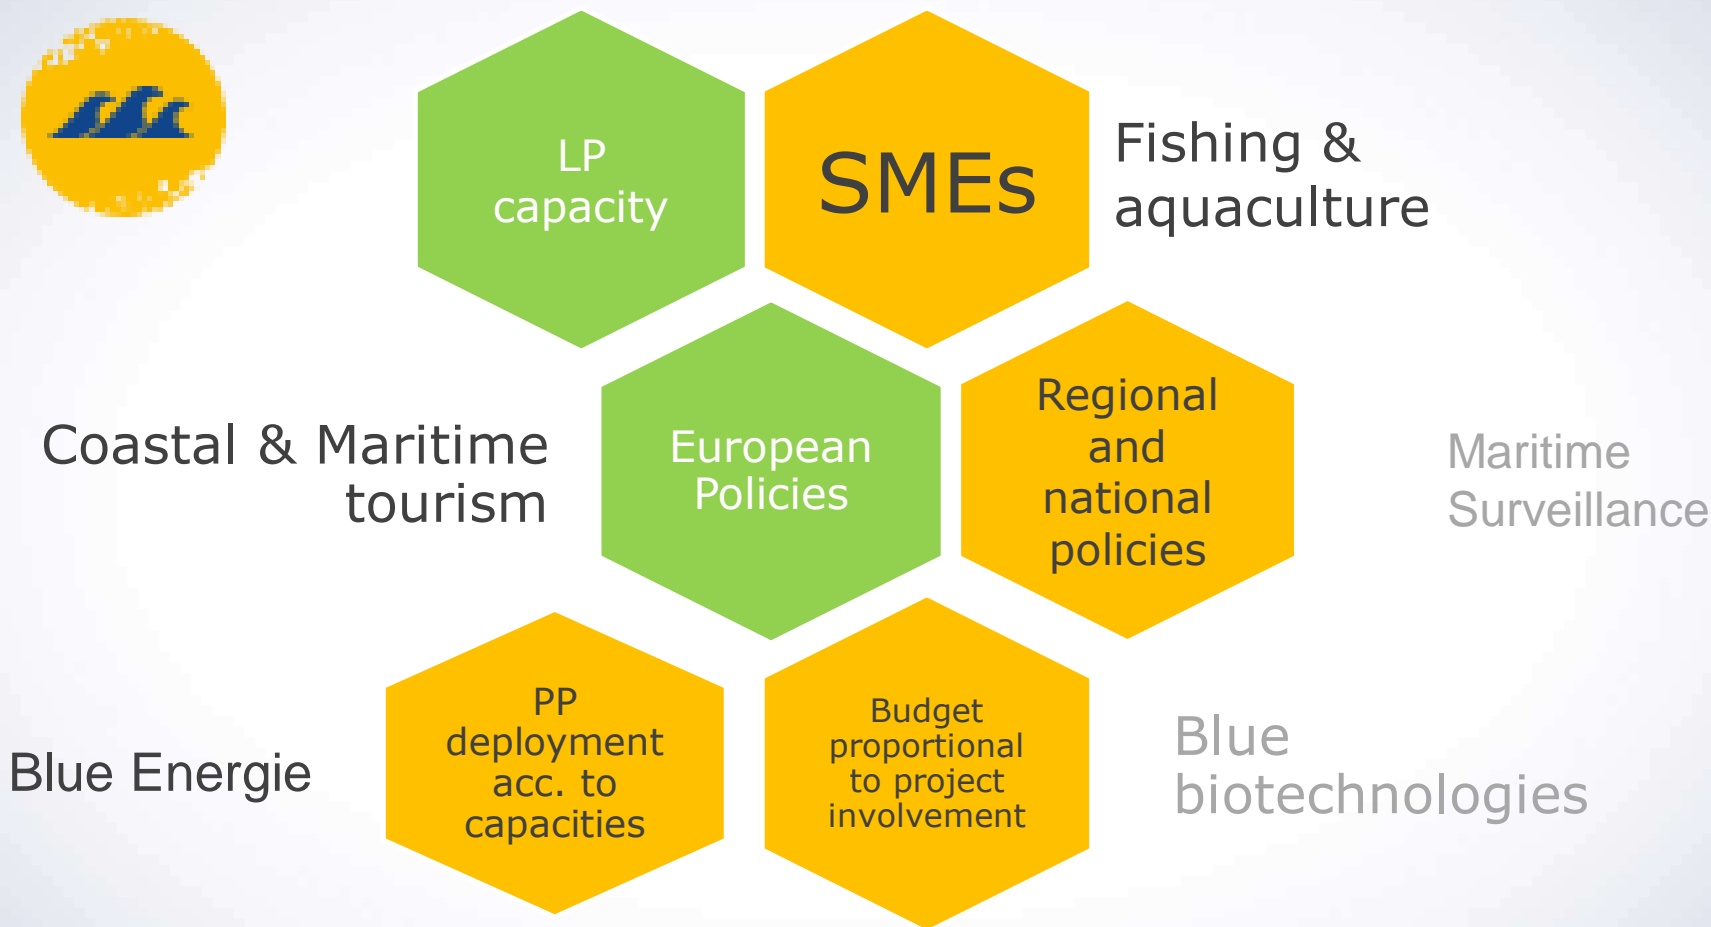 LP
capacity
SMEs
Fishing &
aquaculture
Coastal & Maritime
tourism
European
Policies
Regional
and
national
policies
Maritime
Surveillance
Blue Energie
PP
deployment
acc. to
capacities
Budget
proportional
to project
involvement
Blue
biotechnologies